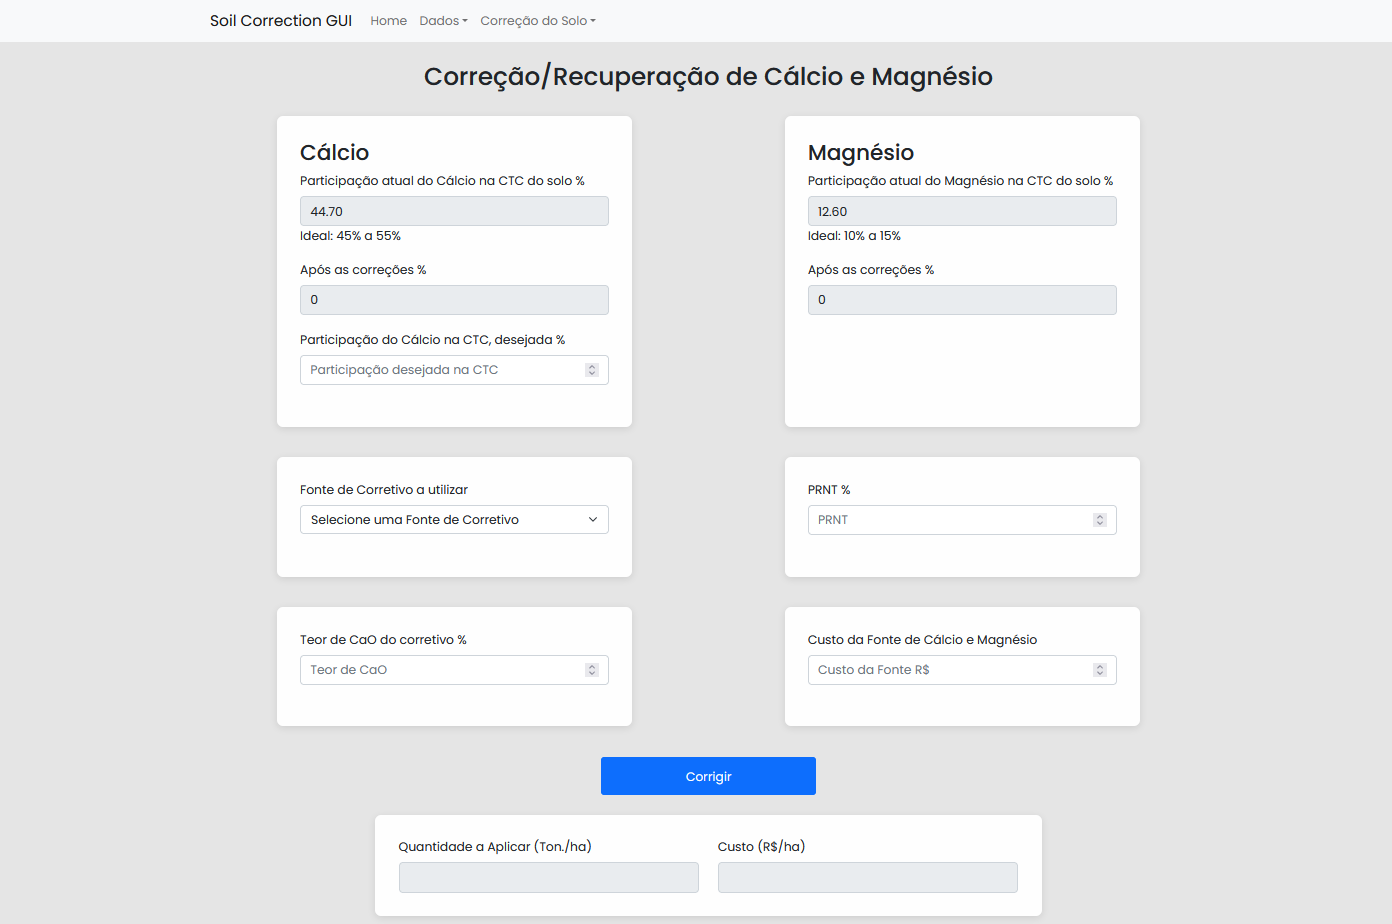 Soil Correction GUI Home Dados Correção do Solo
Correção/Recuperação de Cálcio e Magnésio
Cálcio
Participação atual do Cálcio na CTC do solo %
44.70
Ideal: 45% a 55%
Após as correções %
0
Participação do Cálcio na CTC, desejada %
Participação desejada na CTC
Magnésio
Participação atual do Magnésio na CTC do solo %
12.60
Ideal: 10% a 15%
Após as correções %
0
Fonte de Corretivo a utilizar
Selecione uma Fonte de Corretivo
PRNT %
PRNT
Teor de CaO do corretivo %
Teor de CaO
Custo da Fonte de Cálcio e Magnésio
Custo da Fonte R$
Corrigir
Quantidade a Aplicar (Ton./ha)
Custo (R$/ha)